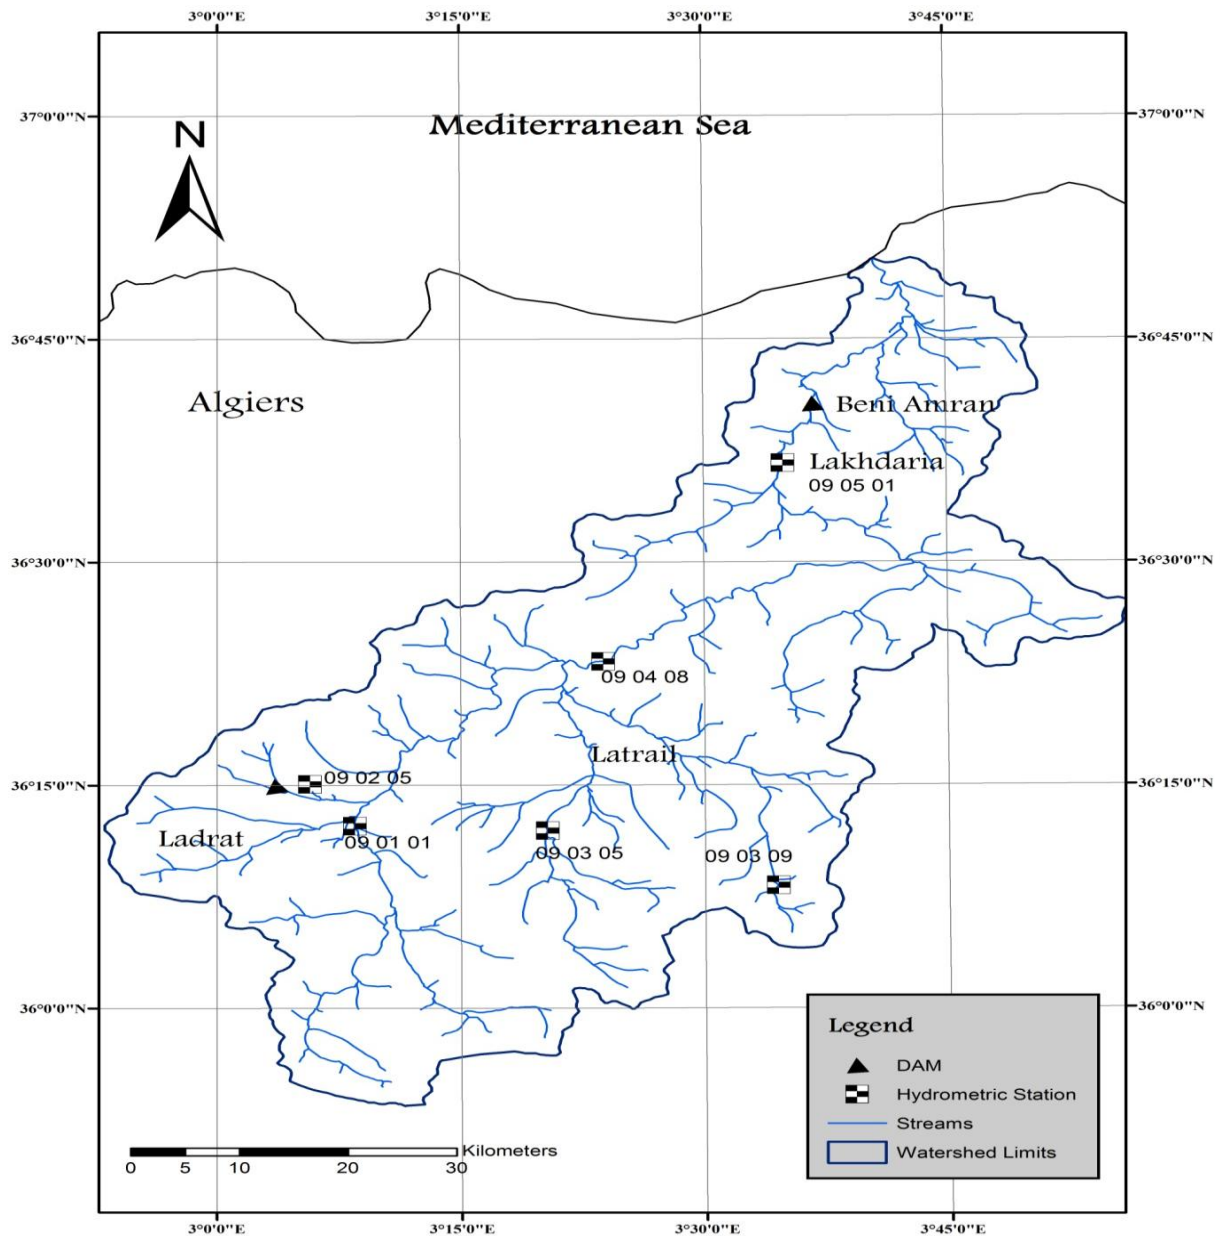 3°0'0"E 3°15'0"E 3°30'0"E 3°45'0"E
37°0'0"N 37°0'0"N
Mediterranean Sea
N
36°45'0"N 36°45'0"N
Algiers
Beni Amran
Lakhdaria
09 05 01
36°30'0"N 36°30'0"N
09 04 08
Latrail
09 02 05
36°15'0"N 36°15'0"N
Ladrat
09 01 01
09 03 05
09 03 09
36°0'0"N 36°0'0"N
Legend
DAM
Hydrometric Station
Streams
Watershed Limits
Kilometers
0 5 10 20 30
3°0'0"E 3°15'0"E 3°30'0"E 3°45'0"E